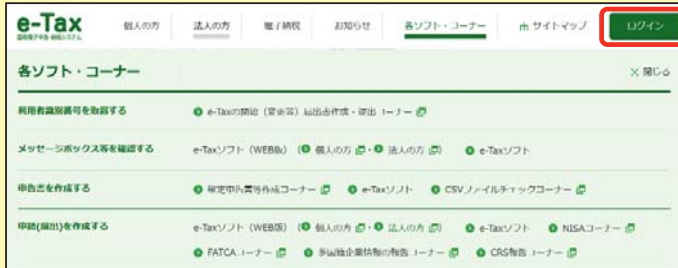 e-Tax
国税電子申告・納税システム
個人の方 法人の方 電子納税 お知らせ 各ソフト・コーナー サイトマップ ログイン
各ソフト・コーナー × 閉じる
利用者識別番号を取得する e-Taxの開始(変更等)届出書作成・提出コーナー
メッセージボックス等を確認する e-Taxソフト(WEB版)(個人の方・法人の方) e-Taxソフト
申告書を作成する 確定申告書等作成コーナー e-Taxソフト CSVファイルチェックコーナー
申請(届出)を作成する e-Taxソフト(WEB版)(個人の方・法人の方) e-Taxソフト NISAコーナー
FATCAコーナー 多国籍企業情報の報告コーナー CRS報告コーナー